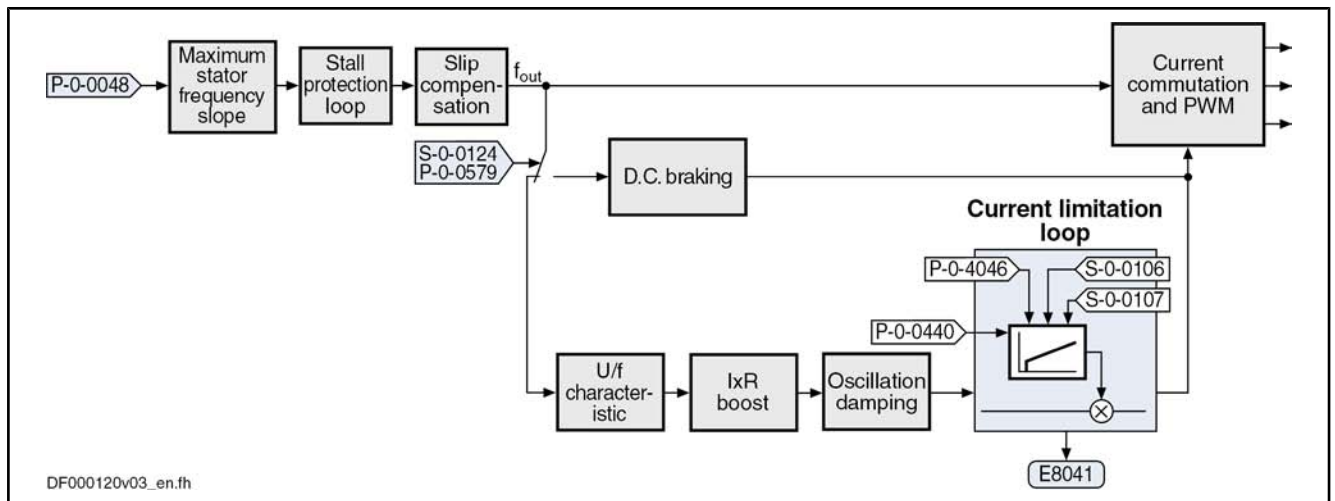 P-0-0048
Maximum
stator
frequency
slope
Stall
protection
loop
Slip
compen-
sation
fout
Current
commutation
and PWM
S-0-0124
P-0-0579
D.C. braking
Current limitation
loop
P-0-4046
S-0-0106
S-0-0107
P-0-0440
U/f
character-
istic
IxR
boost
Oscillation
damping
E8041
DF000120v03_en.fh